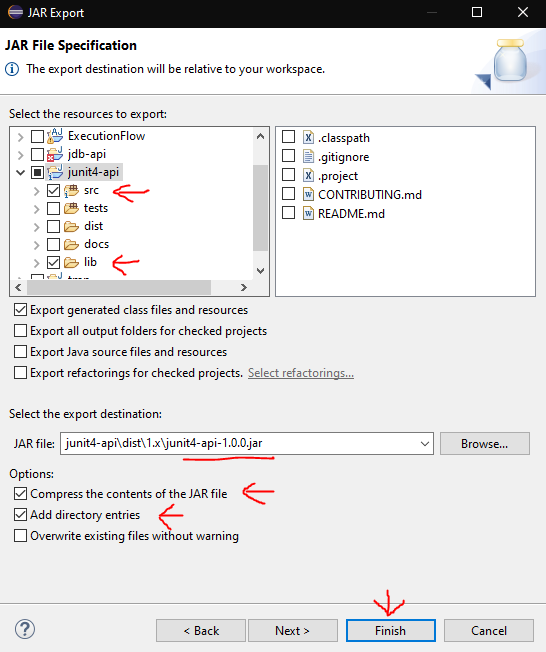 JAR Export
JAR File Specification
The export destination will be relative to your workspace.
Select the resources to export:
ExecutionFlow
jdb-api
junit4-api
src
tests
dist
docs
lib
.classpath
.gitignore
.project
CONTRIBUTING.md
README.md
Export generated class files and resources
Export all output folders for checked projects
Export Java source files and resources
Export refactorings for checked projects. Select refactorings...
Select the export destination:
JAR file: junit4-api\dist\1.x\junit4-api-1.0.0.jar Browse...
Options:
Compress the contents of the JAR file
Add directory entries
Overwrite existing files without warning
< Back Next > Finish Cancel